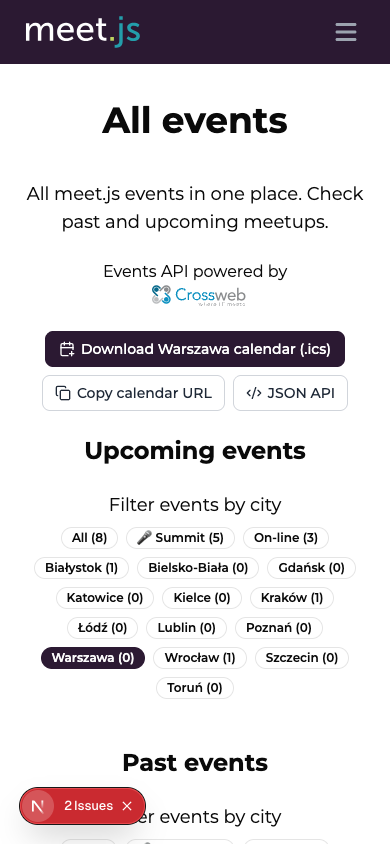 meet.js
All events
All meet.js events in one place. Check
past and upcoming meetups.
Events API powered by
Crossweb
where IT meets
Download Warszawa calendar (.ics)
Copy calendar URL
JSON API
Upcoming events
Filter events by city
All (8)
Summit (5)
On-line (3)
Białystok (1)
Bielsko-Biała (0)
Gdańsk (0)
Katowice (0)
Kielce (0)
Kraków (1)
Łódź (0)
Lublin (0)
Poznań (0)
Warszawa (0)
Wrocław (1)
Szczecin (0)
Toruń (0)
Past events
er events by city
N 2 Issues